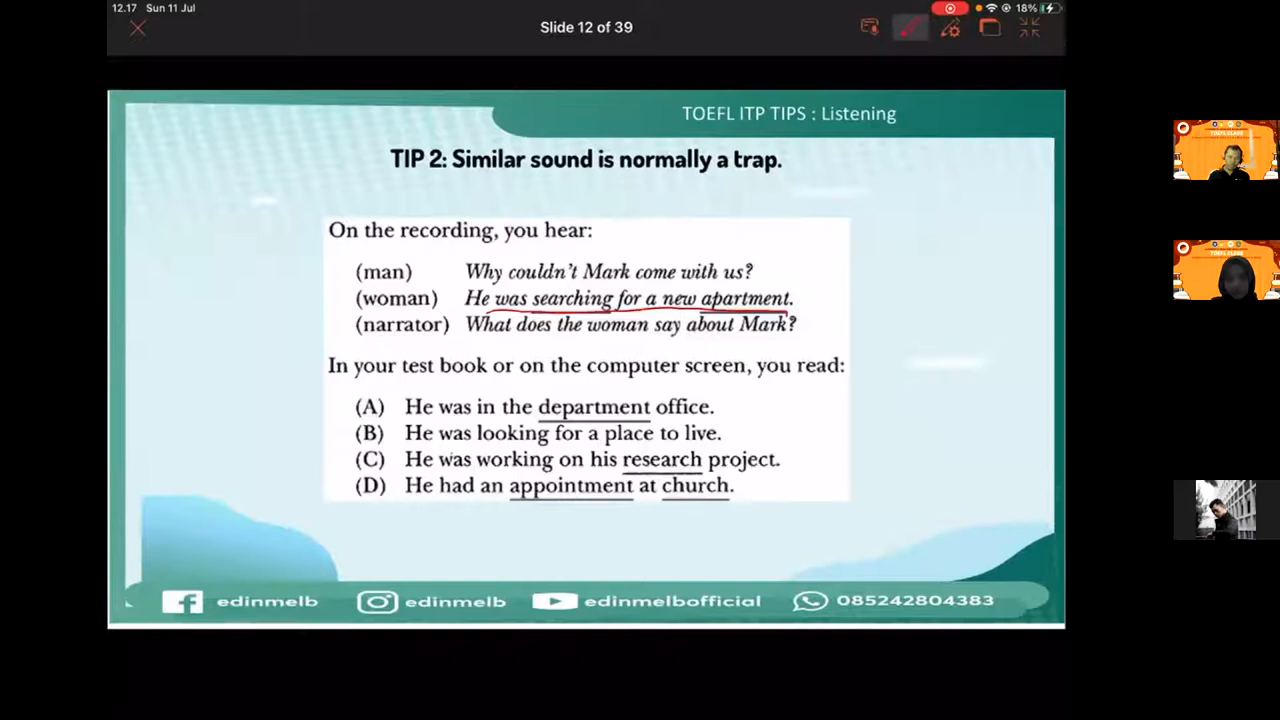 12.17 Sun 11 Jul
18%
Slide 12 of 39
TOEFL ITP TIPS : Listening
TIP 2: Similar sound is normally a trap.
On the recording, you hear:
(man) Why couldn't Mark come with us?
(woman) He was searching for a new apartment.
(narrator) What does the woman say about Mark?
In your test book or on the computer screen, you read:
(A) He was in the department office.
(B) He was looking for a place to live.
(C) He was working on his research project.
(D) He had an appointment at church.
edinmelb edinmelb edinmelbofficial 085242804383
TOEFL CLASS
TOEFL CLASS